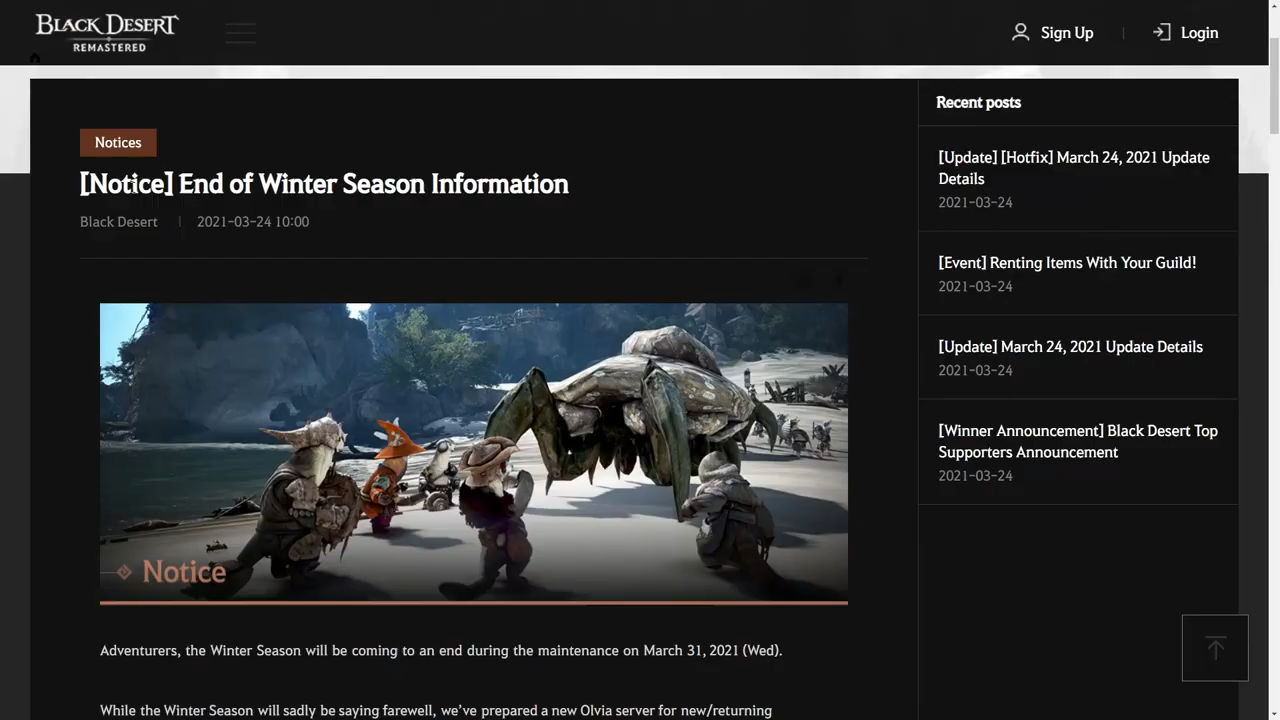 BLACK DESERT
REMASTERED
Sign Up
Login
Notices
[Notice] End of Winter Season Information
Black Desert
2021-03-24 10:00
Notice
Adventurers, the Winter Season will be coming to an end during the maintenance on March 31, 2021 (Wed).
While the Winter Season will sadly be saying farewell, we've prepared a new Olvia server for new/returning
Recent posts
[Update] [Hotfix] March 24, 2021 Update
Details
2021-03-24
[Event] Renting Items With Your Guild!
2021-03-24
[Update] March 24, 2021 Update Details
2021-03-24
[Winner Announcement] Black Desert Top
Supporters Announcement
2021-03-24